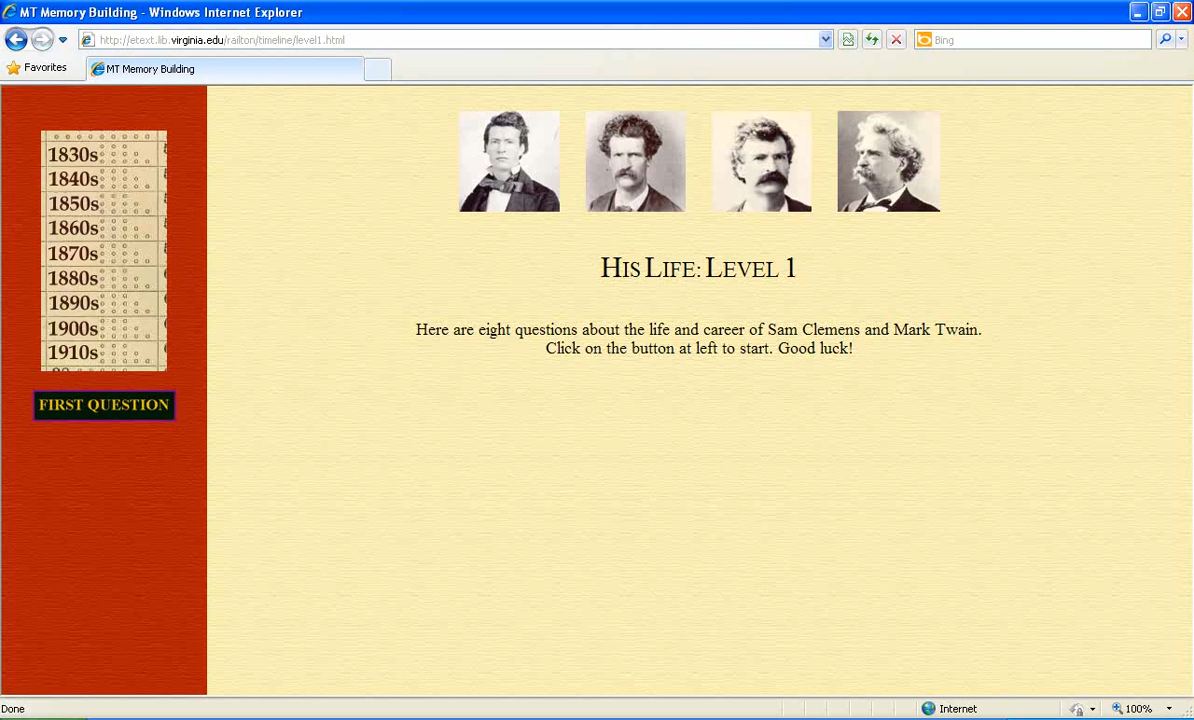 MT Memory Building - Windows Internet Explorer
http://etext.lib.virginia.edu/railton/timeline/level1.html
Bing
Favorites
MT Memory Building
1830s
1840s
1850s
1860s
1870s
1880s
1890s
1900s
1910s
FIRST QUESTION
HIS LIFE: LEVEL 1
Here are eight questions about the life and career of Sam Clemens and Mark Twain.
Click on the button at left to start. Good luck!
Done
Internet
100%